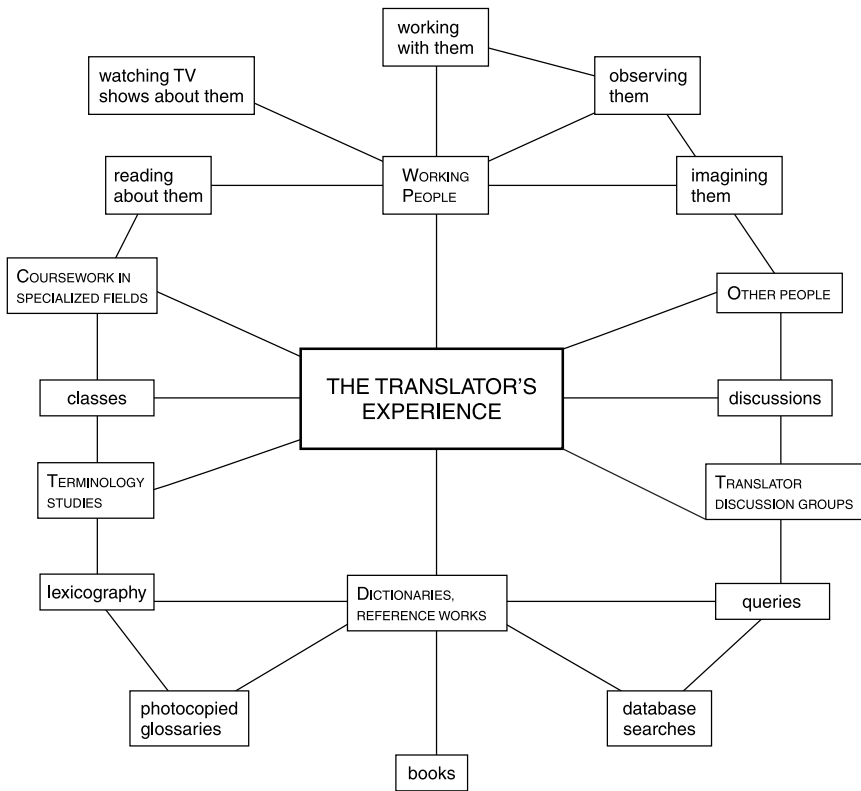 working
with them
watching TV
shows about them
observing
them
reading
about them
WORKING
PEOPLE
imagining
them
COURSEWORK IN
SPECIALIZED FIELDS
OTHER PEOPLE
THE TRANSLATOR'S
EXPERIENCE
classes
discussions
TERMINOLOGY
STUDIES
TRANSLATOR
DISCUSSION GROUPS
lexicography
DICTIONARIES,
REFERENCE WORKS
queries
photocopied
glossaries
database
searches
books